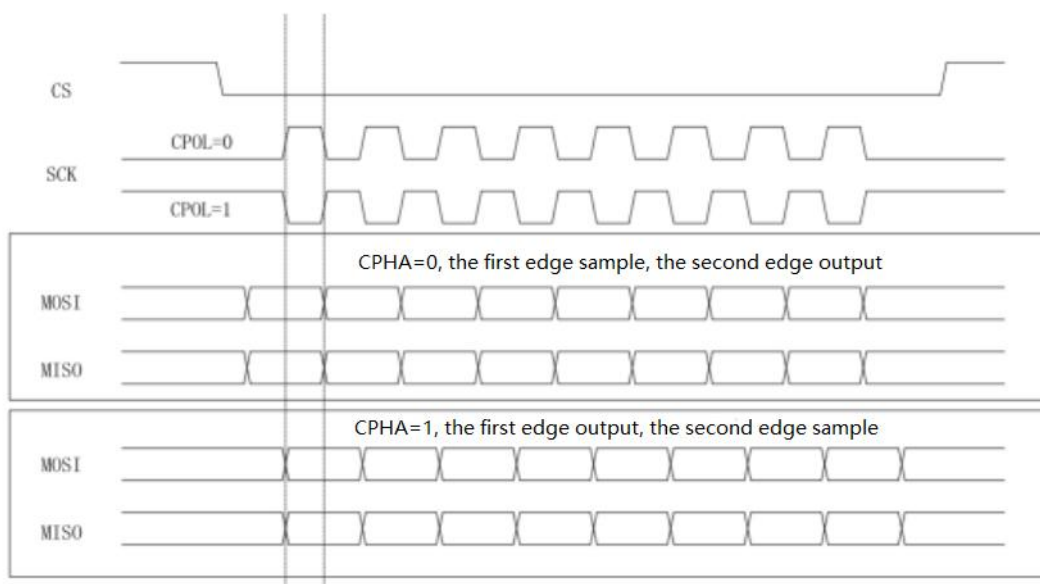 CS
CPOL=0
SCK
CPOL=1
CPHA=0, the first edge sample, the second edge output
MOSI
MISO
CPHA=1, the first edge output, the second edge sample
MOSI
MISO